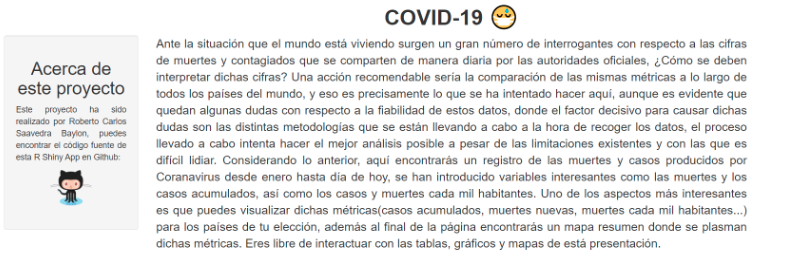 COVID-19
Acerca de
este proyecto
Este proyecto ha sido
realizado por Roberto Carlos
Saavedra Baylon, puedes
encontrar el código fuente de
esta R Shiny App en Github:
Ante la situación que el mundo está viviendo surgen un gran número de interrogantes con respecto a las cifras
de muertes y contagiados que se comparten de manera diaria por las autoridades oficiales, ¿Cómo se deben
interpretar dichas cifras? Una acción recomendable sería la comparación de las mismas métricas a lo largo de
todos los países del mundo, y eso es precisamente lo que se ha intentado hacer aquí, aunque es evidente que
quedan algunas dudas con respecto a la fiabilidad de estos datos, donde el factor decisivo para causar dichas
dudas son las distintas metodologías que se están llevando a cabo a la hora de recoger los datos, el proceso
llevado a cabo intenta hacer el mejor análisis posible a pesar de las limitaciones existentes y con las que es
difícil lidiar. Considerando lo anterior, aquí encontrarás un registro de las muertes y casos producidos por
Coranavirus desde enero hasta día de hoy, se han introducido variables interesantes como las muertes y los
casos acumulados, así como los casos y muertes cada mil habitantes. Uno de los aspectos más interesantes
es que puedes visualizar dichas métricas(casos acumulados, muertes nuevas, muertes cada mil habitantes...)
para los países de tu elección, además al final de la página encontrarás un mapa resumen donde se plasman
dichas métricas. Eres libre de interactuar con las tablas, gráficos y mapas de está presentación.